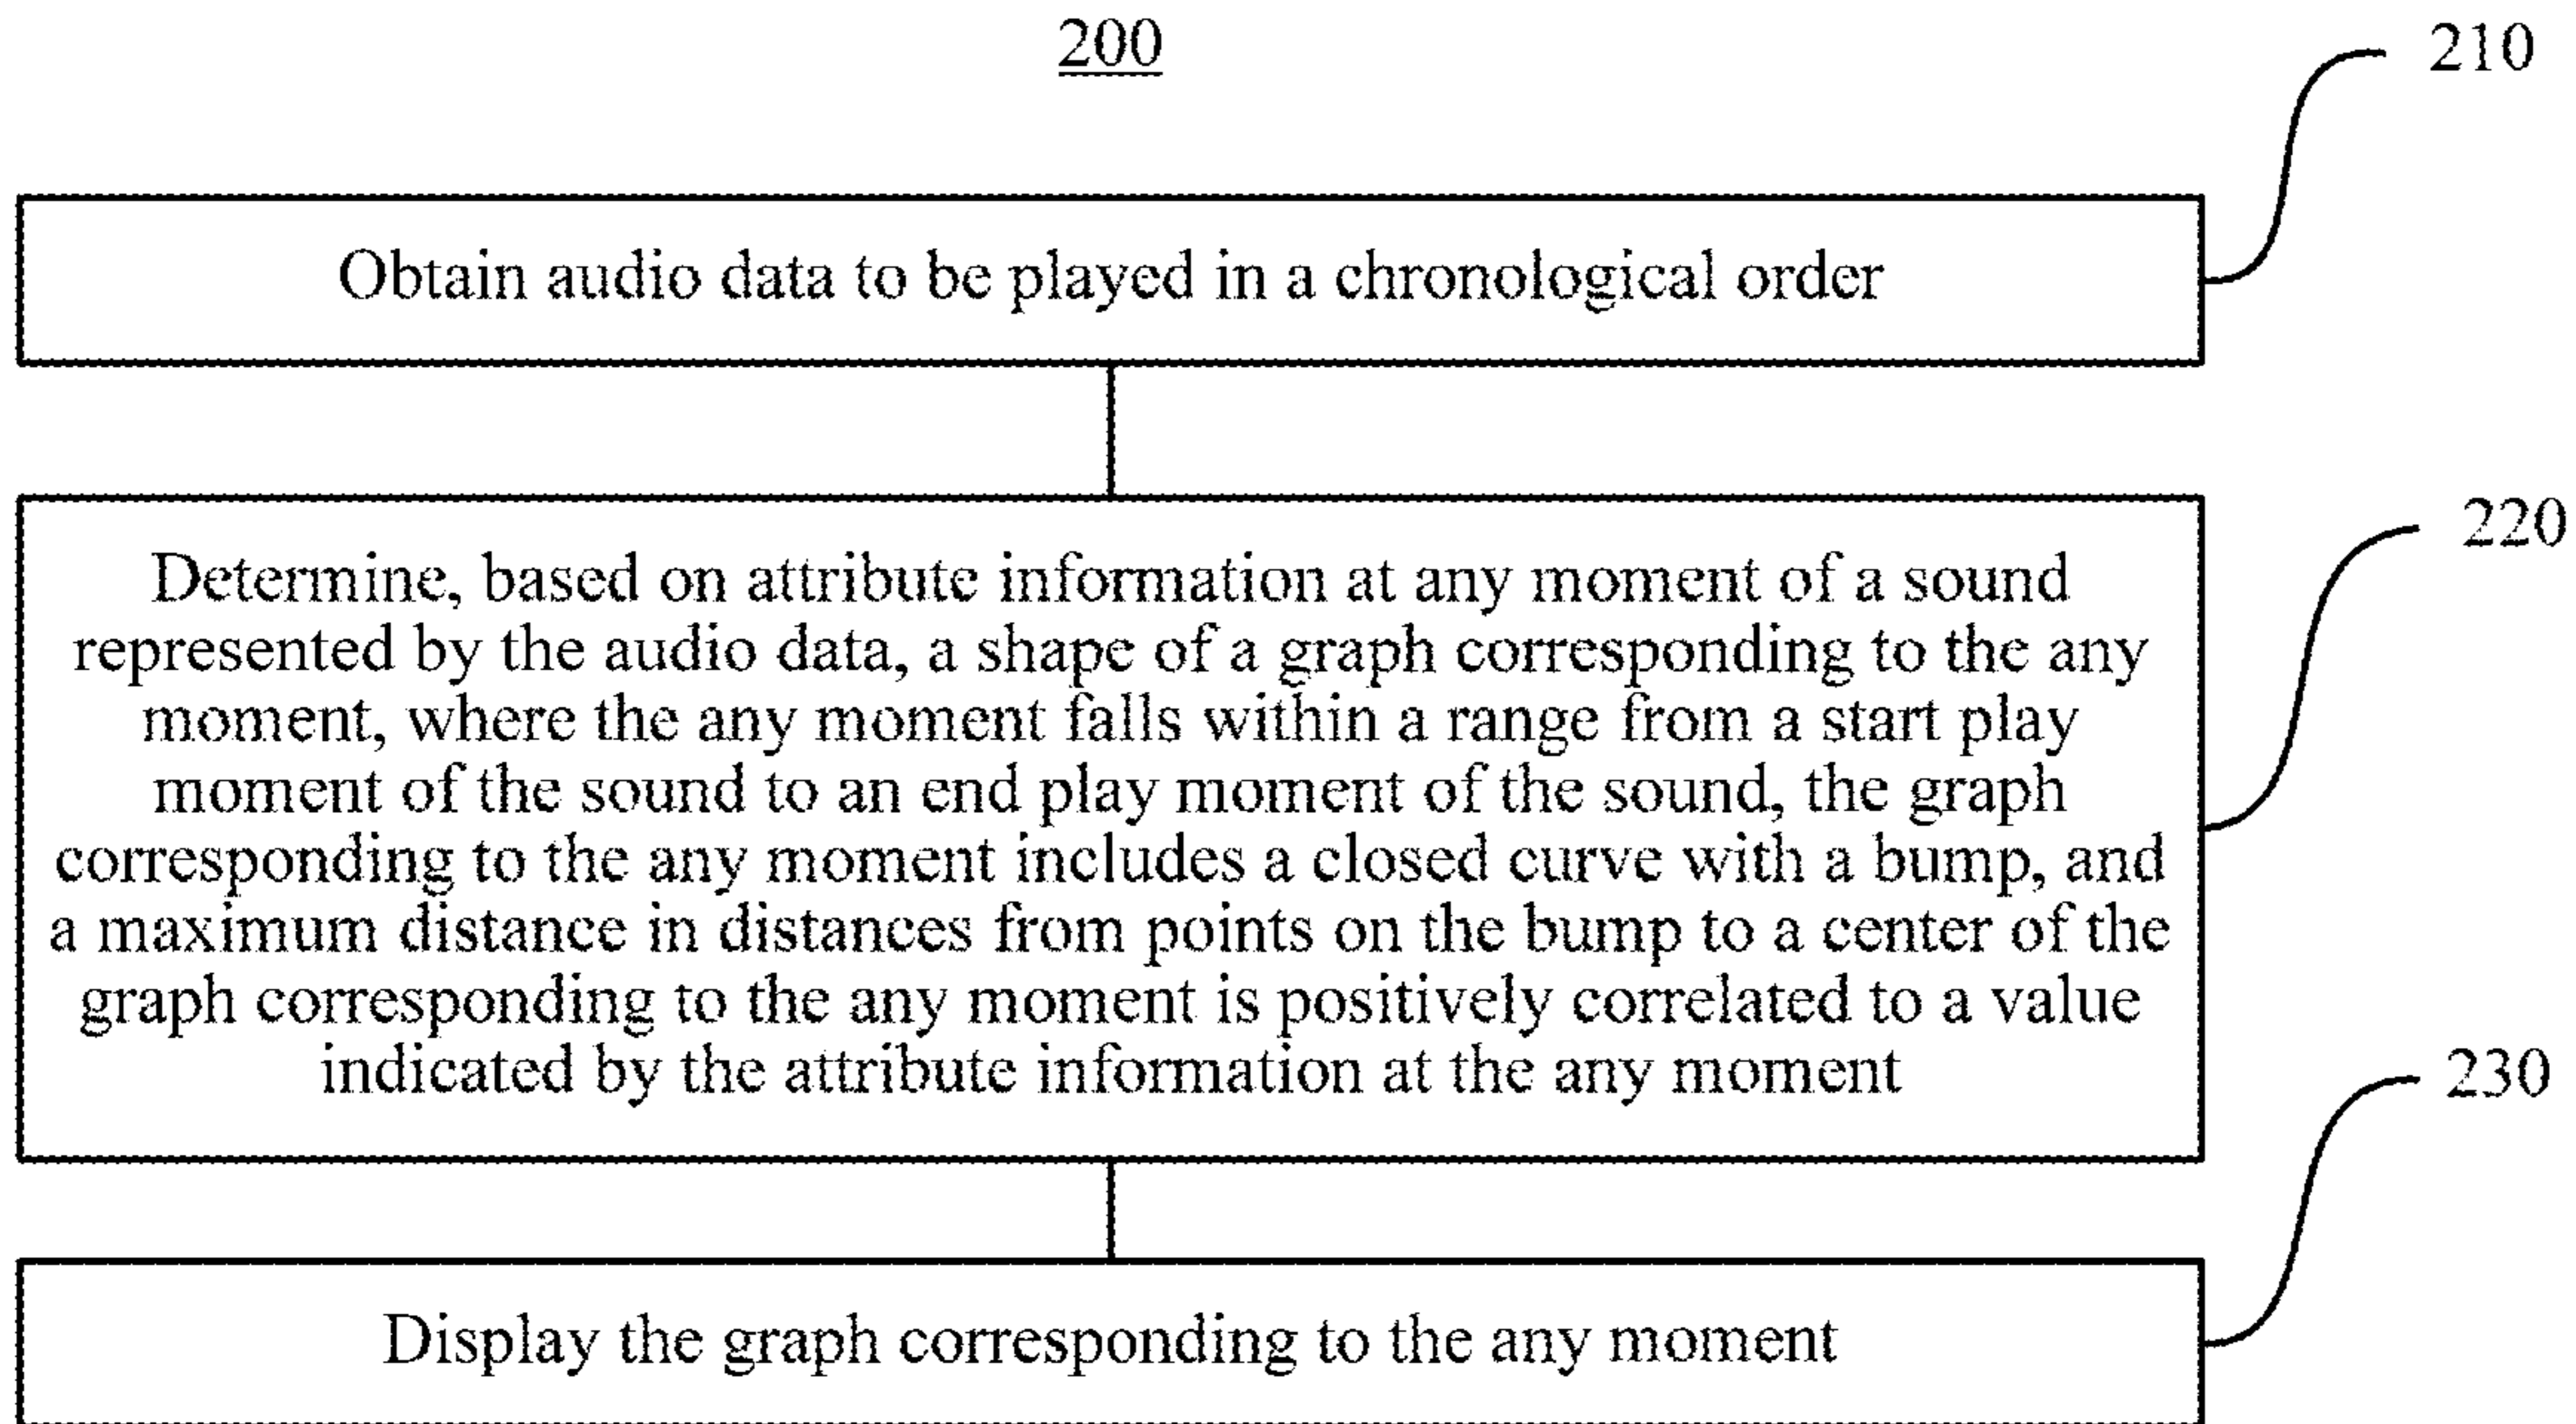 200
210
Obtain audio data to be played in a chronological order
220
Determine, based on attribute information at any moment of a sound
represented by the audio data, a shape of a graph corresponding to the any
moment, where the any moment falls within a range from a start play
moment of the sound to an end play moment of the sound, the graph
corresponding to the any moment includes a closed curve with a bump, and
a maximum distance in distances from points on the bump to a center of the
graph corresponding to the any moment is positively correlated to a value
indicated by the attribute information at the any moment
230
Display the graph corresponding to the any moment